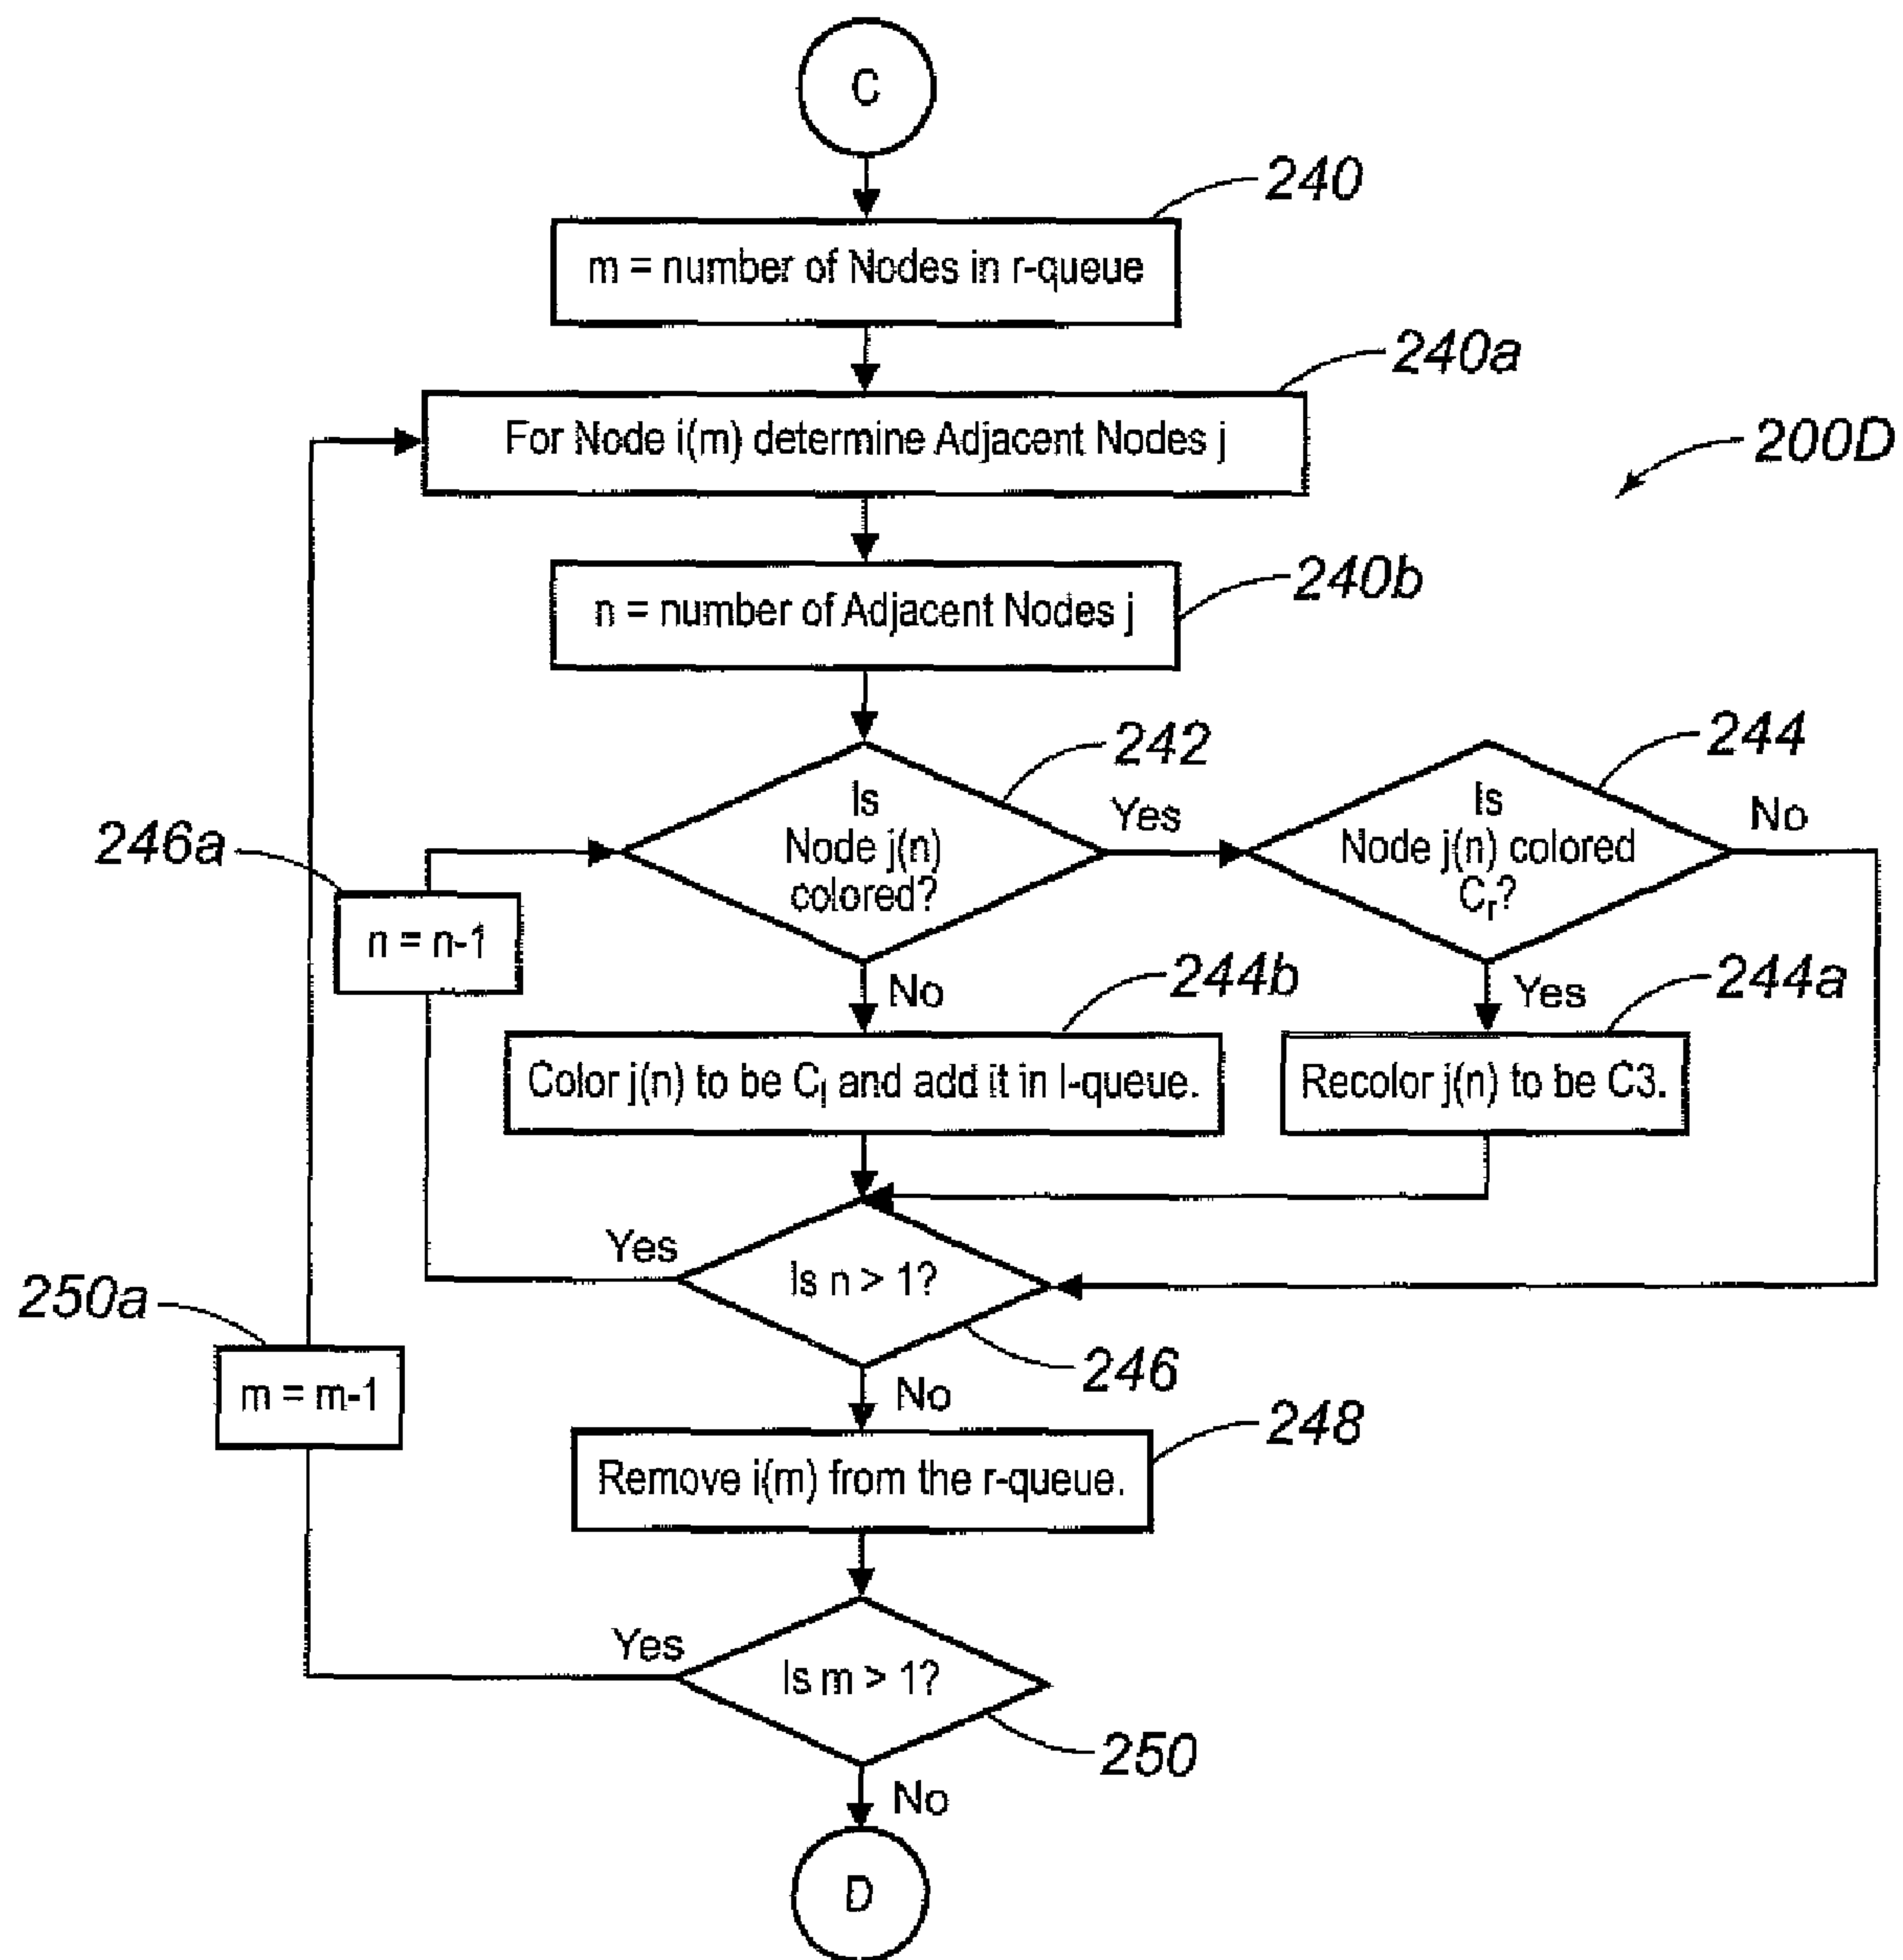 C
240
m = number of Nodes in r-queue
240a
For Node i(m) determine Adjacent Nodes j
200D
240b
n = number of Adjacent Nodes j
242
244
Is
Node j(n)
colored?
Yes
Is
Node j(n) colored
Cr?
No
246a
n = n-1
No
244b
Yes
244a
Color j(n) to be Cl and add it in l-queue.
Recolor j(n) to be C3.
Yes
Is n > 1?
246
250a
m = m-1
No
248
Remove i(m) from the r-queue.
Yes
Is m > 1?
250
No
D